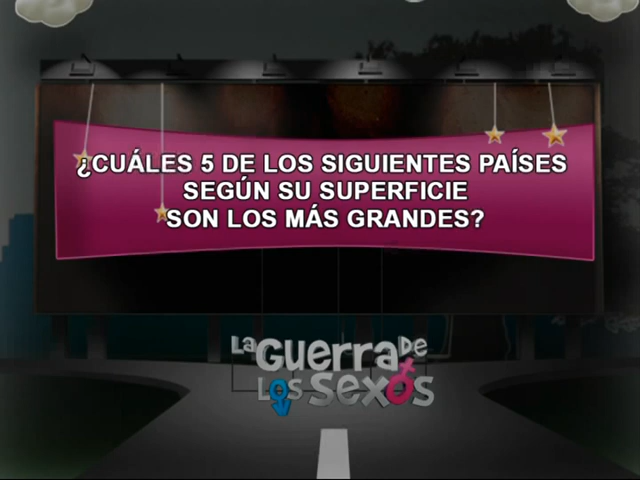 ¿CUÁLES 5 DE LOS SIGUIENTES PAÍSES
SEGÚN SU SUPERFICIE
SON LOS MÁS GRANDES?
La Guerra De
Los Sexos